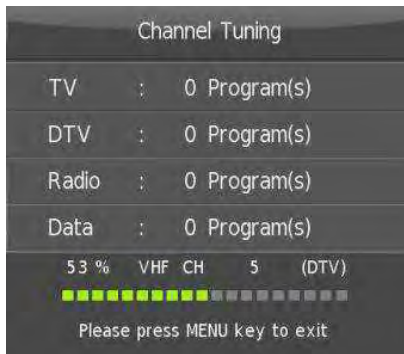 Channel Tuning
TV : 0 Program(s)
DTV : 0 Program(s)
Radio : 0 Program(s)
Data : 0 Program(s)
53 % VHF CH 5 (DTV)
Please press MENU key to exit